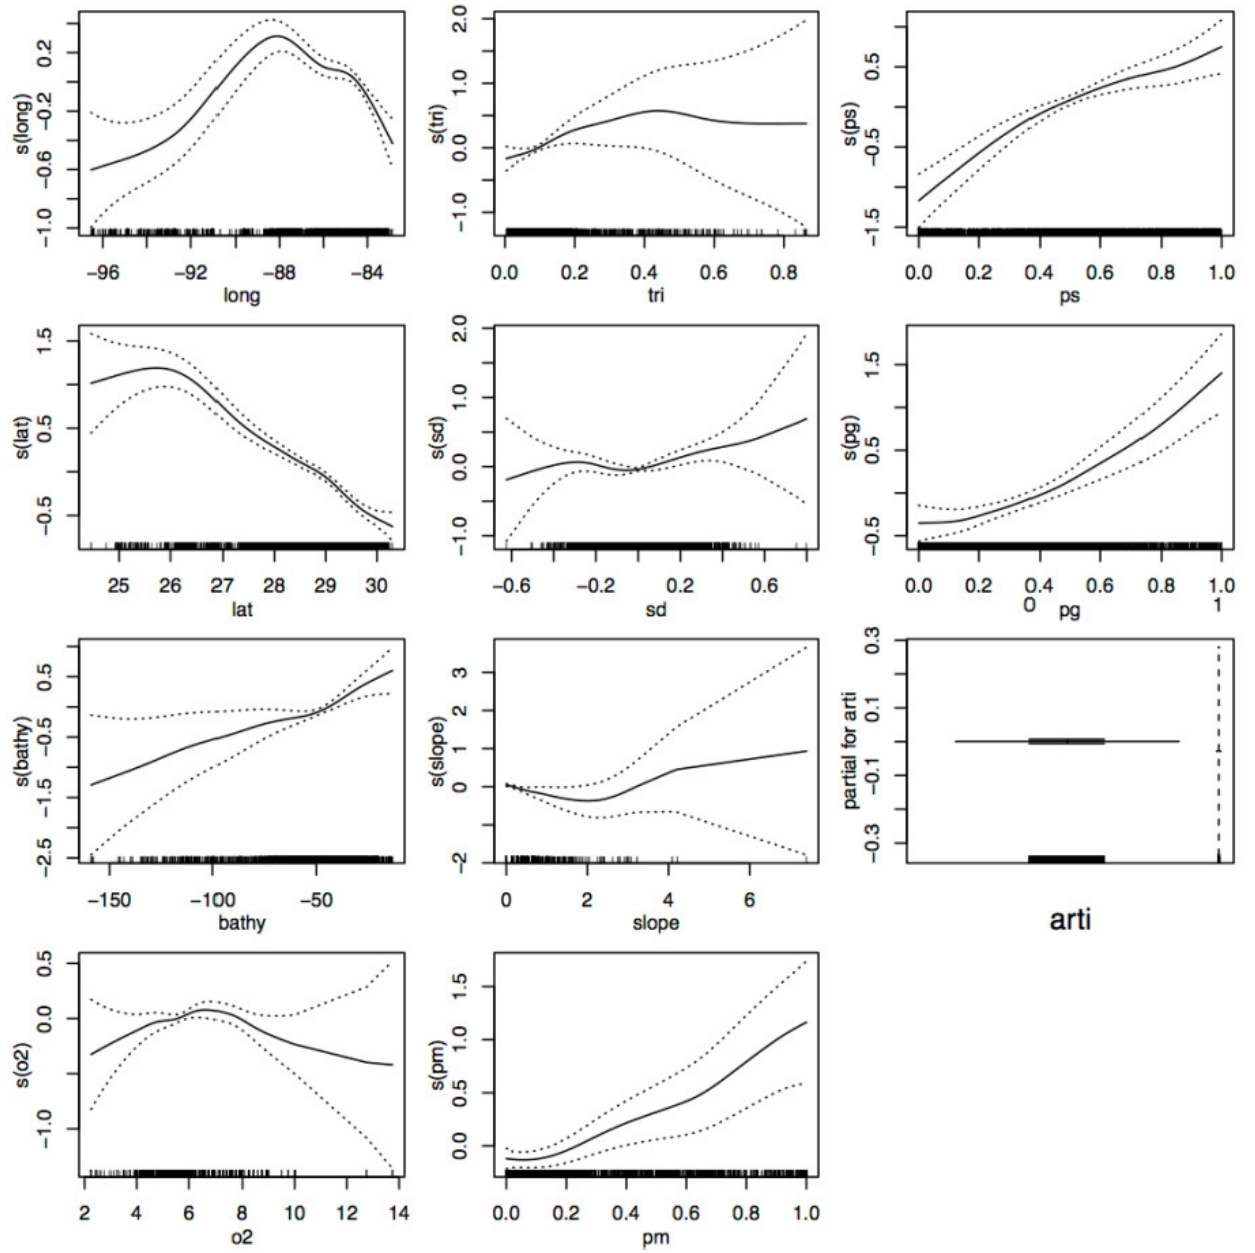 s(long)
0.2
-0.2
-0.6
-1.0
-96 -92 -88 -84
long
s(tri)
2.0
1.0
0.0
-1.0
0.0 0.2 0.4 0.6 0.8
tri
s(ps)
0.5
-0.5
-1.5
0.0 0.2 0.4 0.6 0.8 1.0
ps
s(lat)
1.5
0.5
-0.5
25 26 27 28 29 30
lat
s(sd)
2.0
1.0
0.0
-1.0
-0.6 -0.2 0.2 0.6
sd
s(pg)
1.5
0.5
-0.5
0.0 0.2 0.4 0.6 0.8 1.0
pg
s(bathy)
0.5
-0.5
-1.5
-2.5
-150 -100 -50
bathy
s(slope)
3
2
1
0
-2
0 2 4 6
slope
0 1
partial for arti
0.3
0.1
-0.1
-0.3
arti
s(o2)
0.5
0.0
-1.0
2 4 6 8 10 12 14
o2
s(pm)
1.5
1.0
0.5
0.0
0.0 0.2 0.4 0.6 0.8 1.0
pm